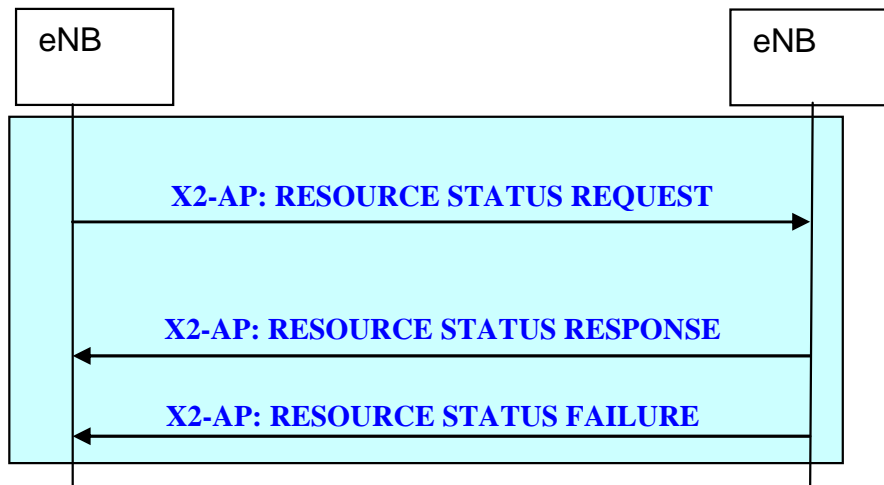 eNB
eNB
X2-AP: RESOURCE STATUS REQUEST
X2-AP: RESOURCE STATUS RESPONSE
X2-AP: RESOURCE STATUS FAILURE